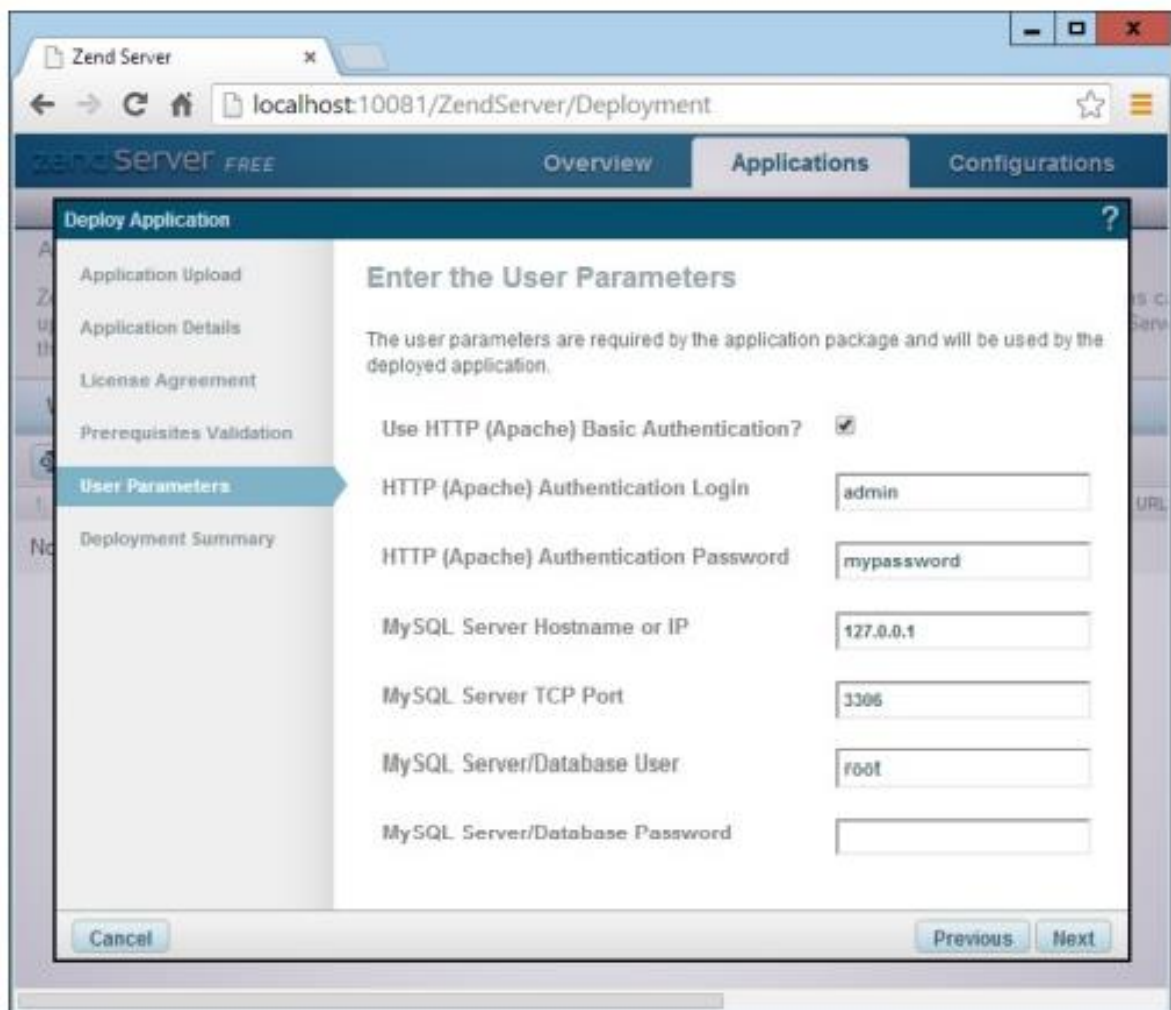 Zend Server
localhost:10081/ZendServer/Deployment
zend Server FREE
Overview
Applications
Configurations
Deploy Application
?
Application Upload
Application Details
License Agreement
Prerequisites Validation
User Parameters
Deployment Summary
Enter the User Parameters
The user parameters are required by the application package and will be used by the
deployed application.
Use HTTP (Apache) Basic Authentication?
HTTP (Apache) Authentication Login
admin
HTTP (Apache) Authentication Password
mypassword
MySQL Server Hostname or IP
127.0.0.1
MySQL Server TCP Port
3306
MySQL Server/Database User
root
MySQL Server/Database Password
URL
Cancel
Previous
Next